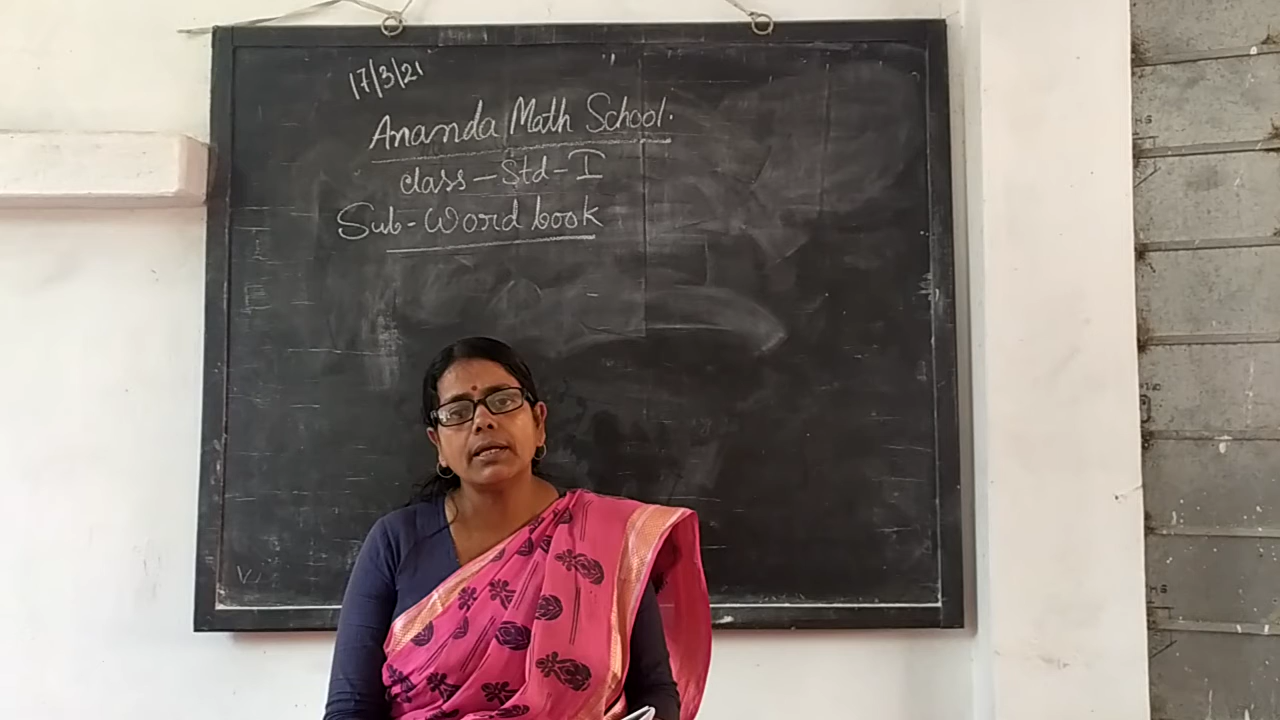 17/3/21
Ananda Math School.
class - Std - I
Sub - Word book